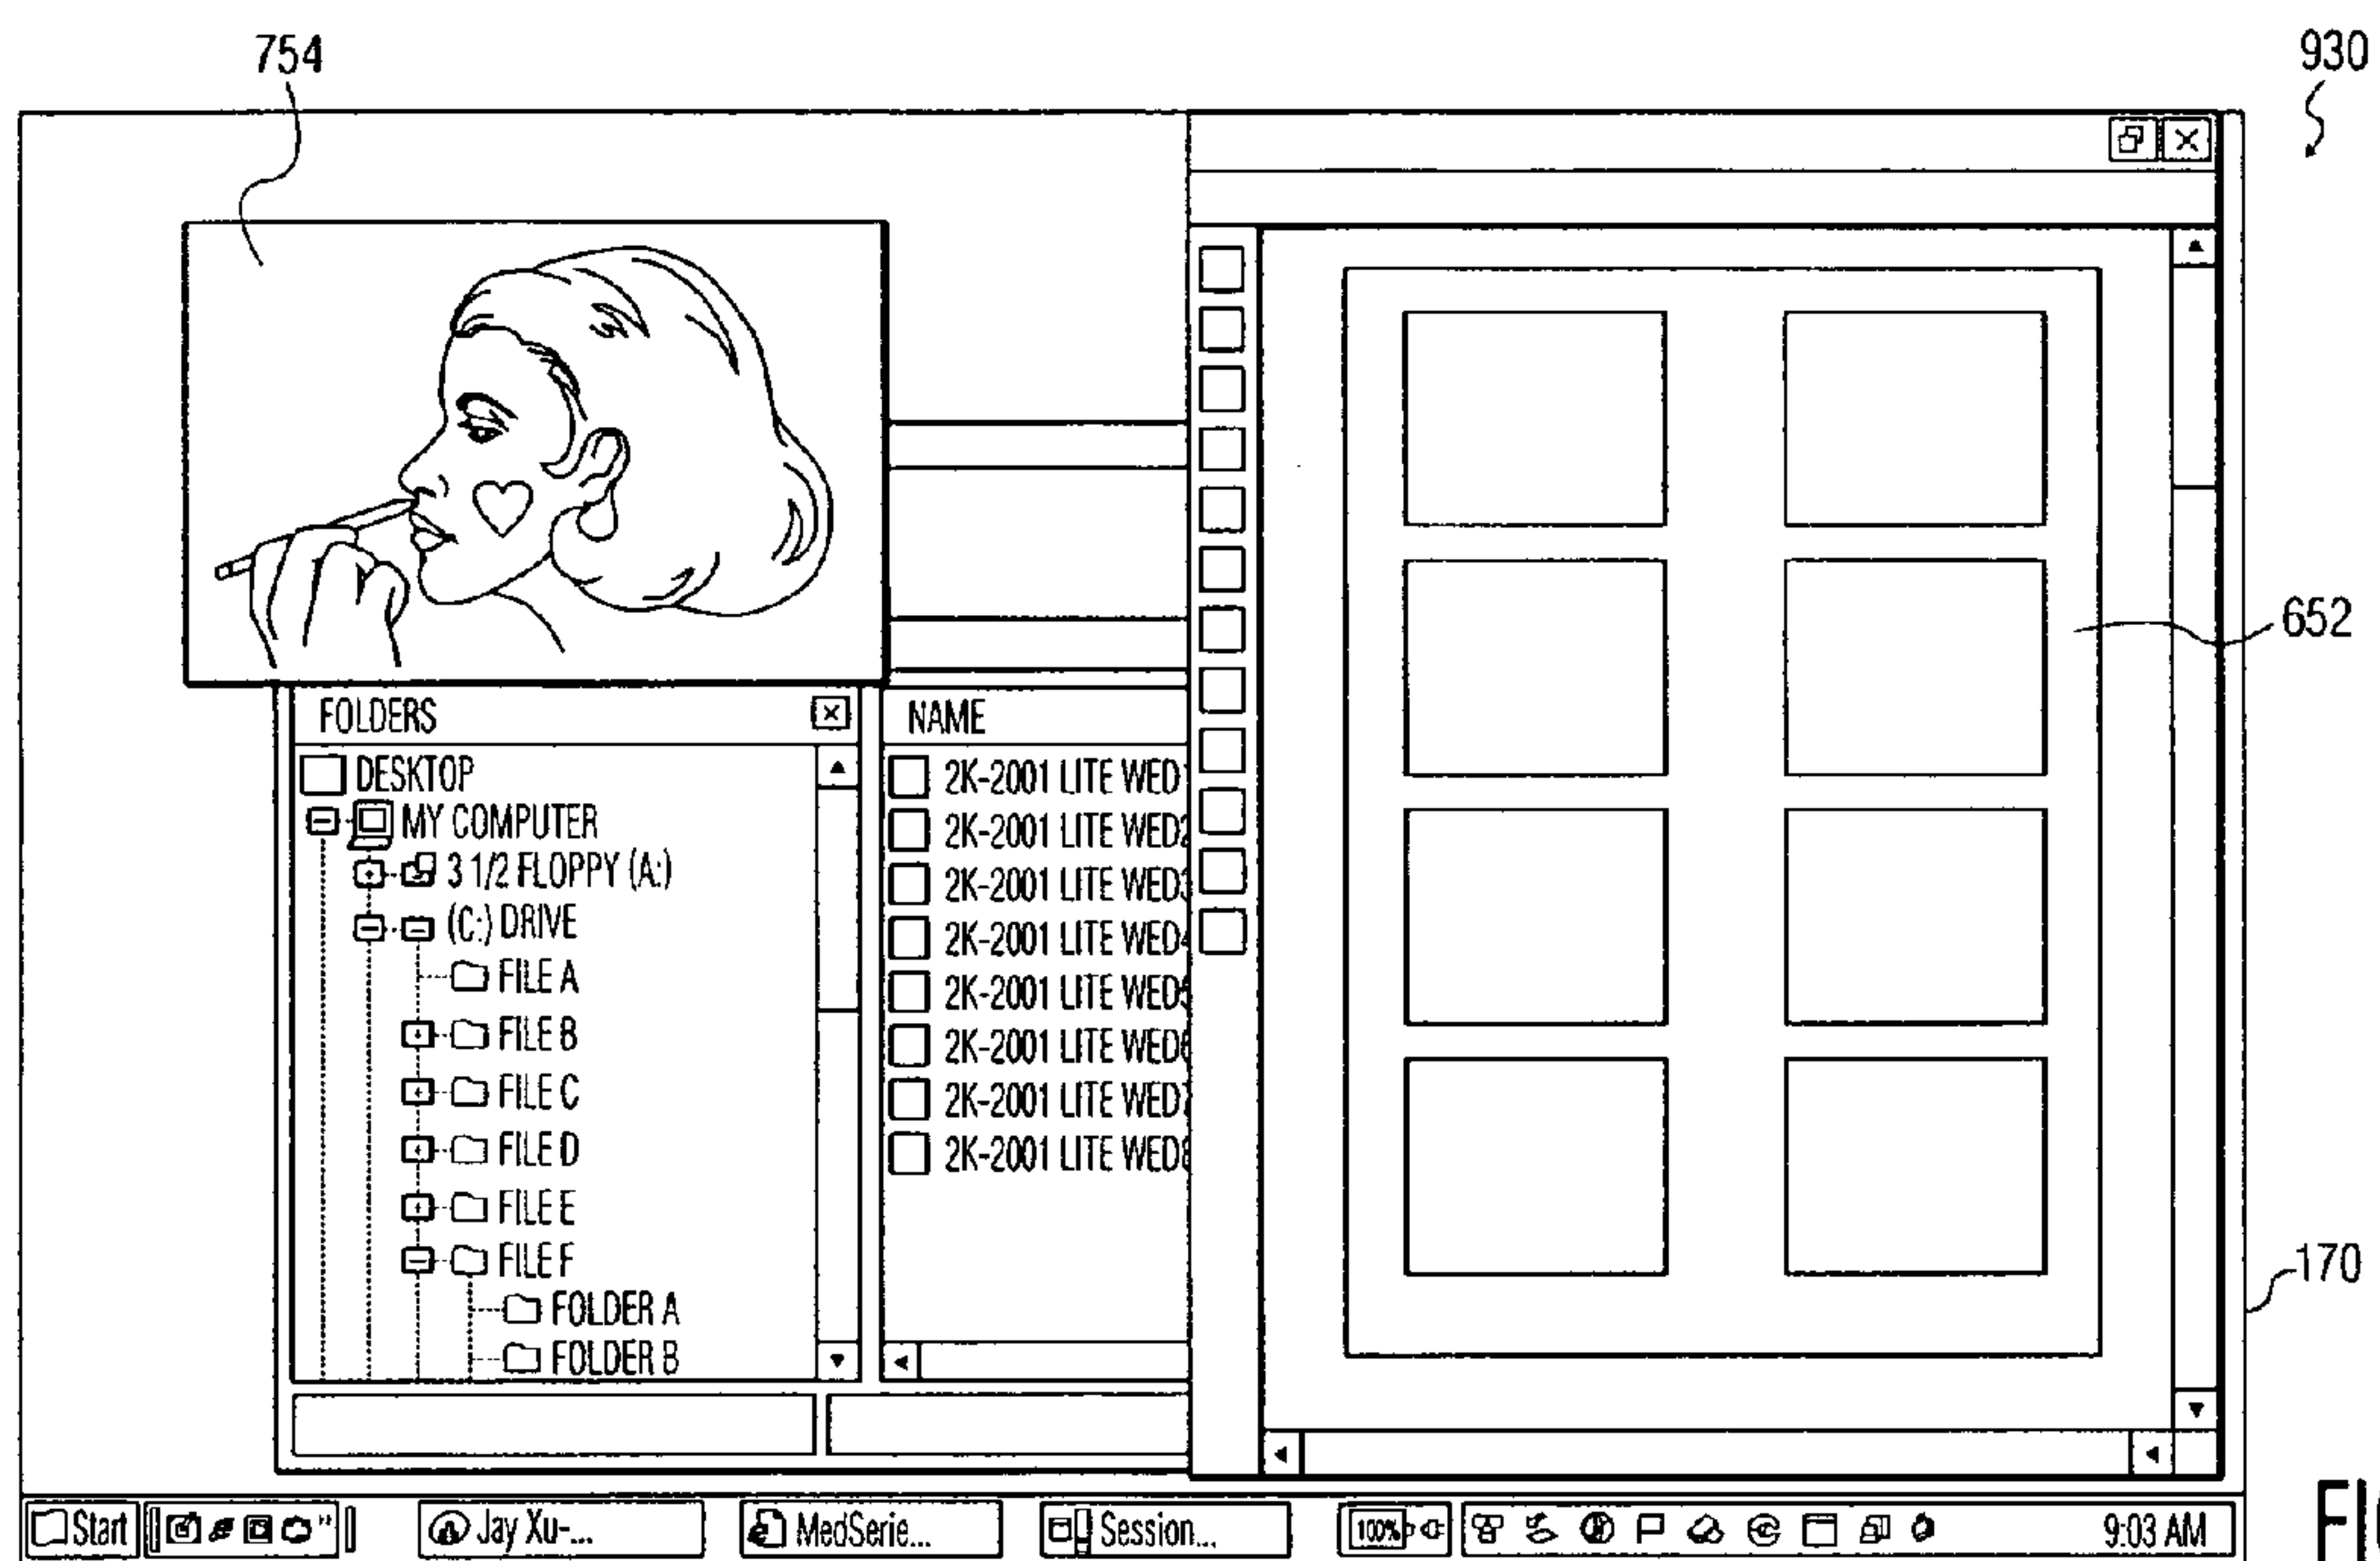 754
930
652
FOLDERS
NAME
DESKTOP
MY COMPUTER
3 1/2 FLOPPY (A:)
(C:) DRIVE
FILE A
FILE B
FILE C
FILE D
FILE E
FILE F
FOLDER A
FOLDER B
2K-2001 LITE WED1
2K-2001 LITE WED2
2K-2001 LITE WED3
2K-2001 LITE WED4
2K-2001 LITE WED5
2K-2001 LITE WED6
2K-2001 LITE WED7
2K-2001 LITE WED8
170
Start
Jay Xu-...
MedSerie...
Session...
100%
9:03 AM